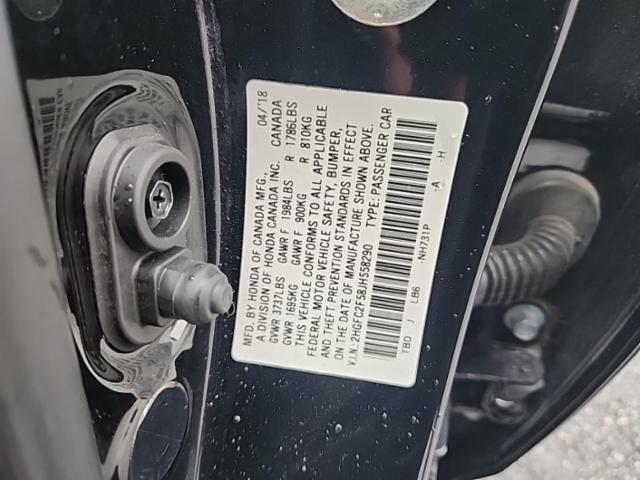 MFD. BY HONDA OF CANADA MFG., 04/18
A DIVISION OF HONDA CANADA INC. CANADA
GVWR 3737LBS GAWR F 1984LBS R 1786LBS
GVWR 1695KG GAWR F 900KG R 810KG
THIS VEHICLE CONFORMS TO ALL APPLICABLE
FEDERAL MOTOR VEHICLE SAFETY, BUMPER,
AND THEFT PREVENTION STANDARDS IN EFFECT
ON THE DATE OF MANUFACTURE SHOWN ABOVE.
V.I.N.:2HGFC2F58JH558290 TYPE: PASSENGER CAR
TBD J LB6 NH731P -A -H